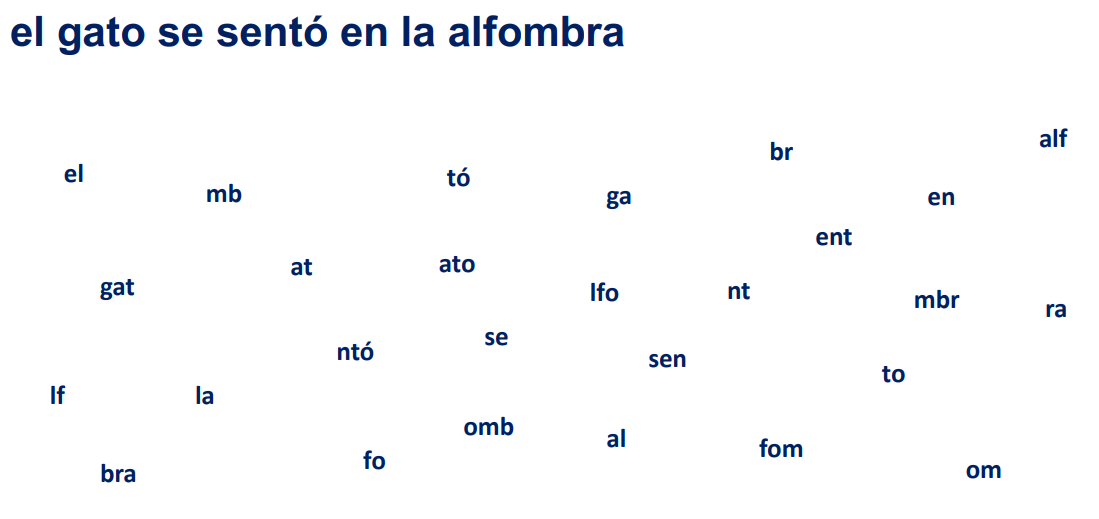 el gato se sentó en la alfombra
alf
br
el
tó
mb
ga
en
ent
at
ato
gat
lfo
nt
mbr
ra
se
ntó
sen
to
lf
la
omb
al
fom
fo
bra
om